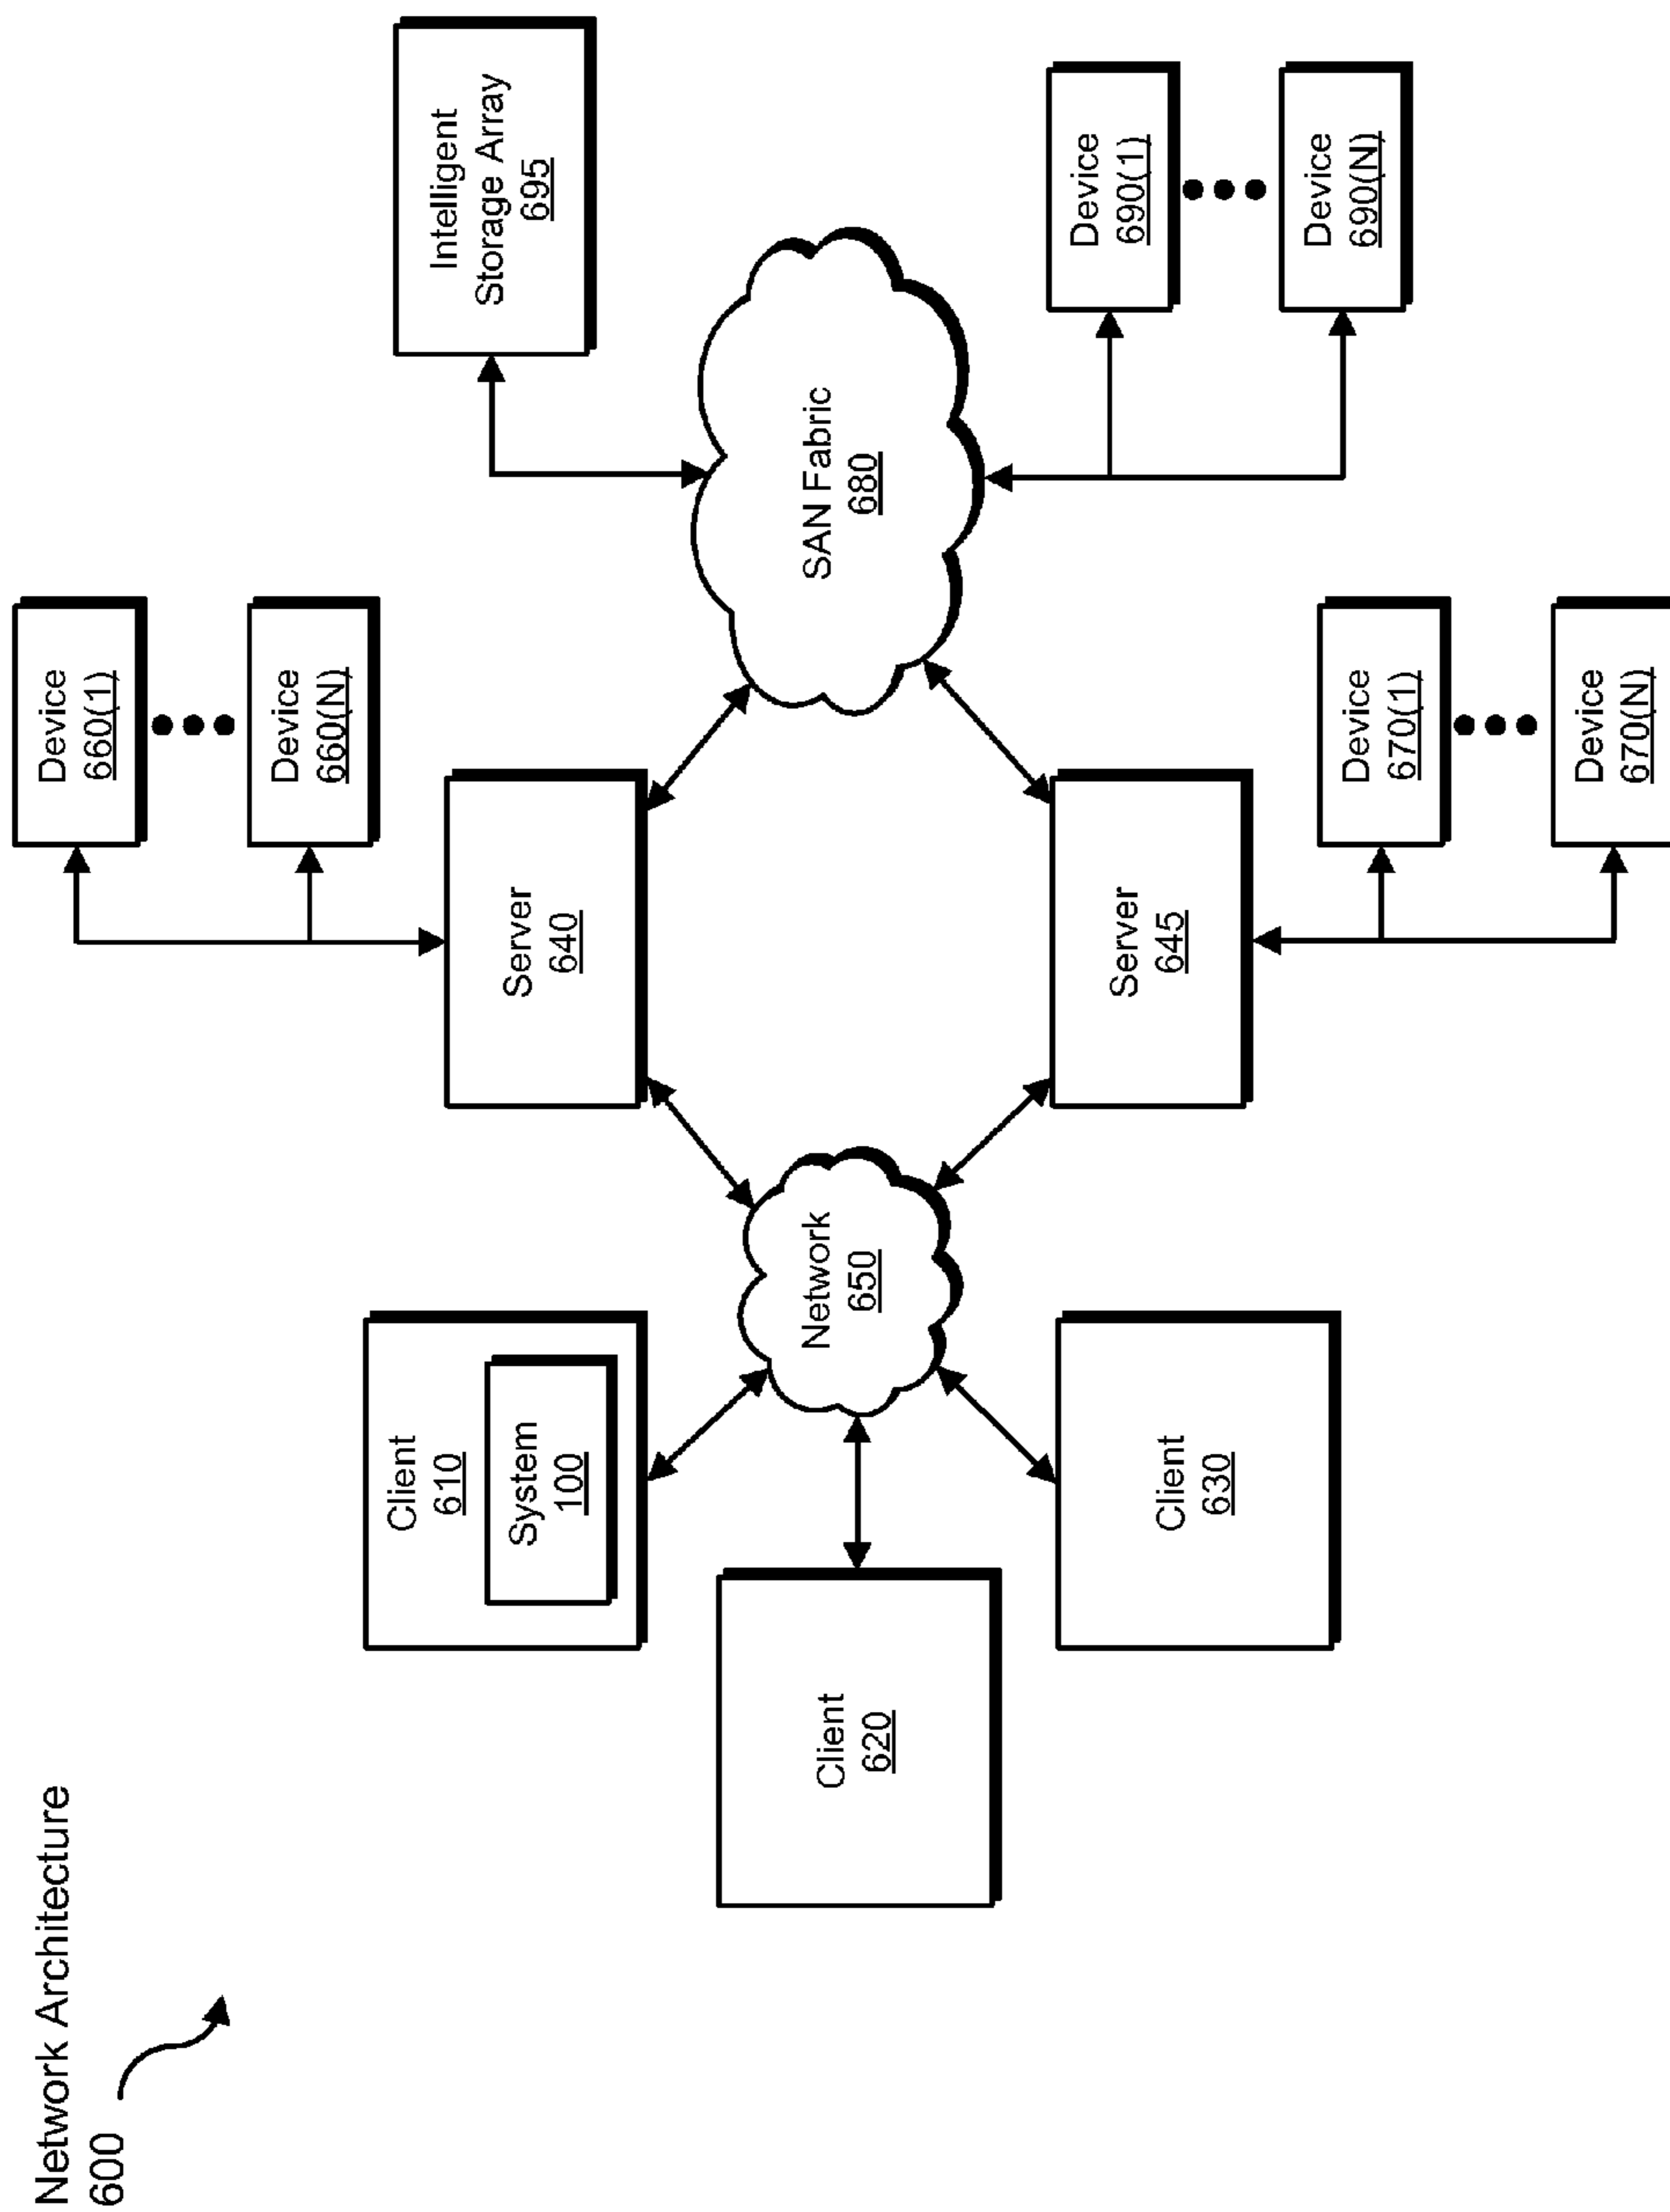 Network Architecture
600
Client
610
System
100
Client
620
Client
630
Network
650
Server
640
Server
645
Device
660(1)
Device
660(N)
Device
670(1)
Device
670(N)
SAN Fabric
680
Intelligent
Storage Array
695
Device
690(1)
Device
690(N)